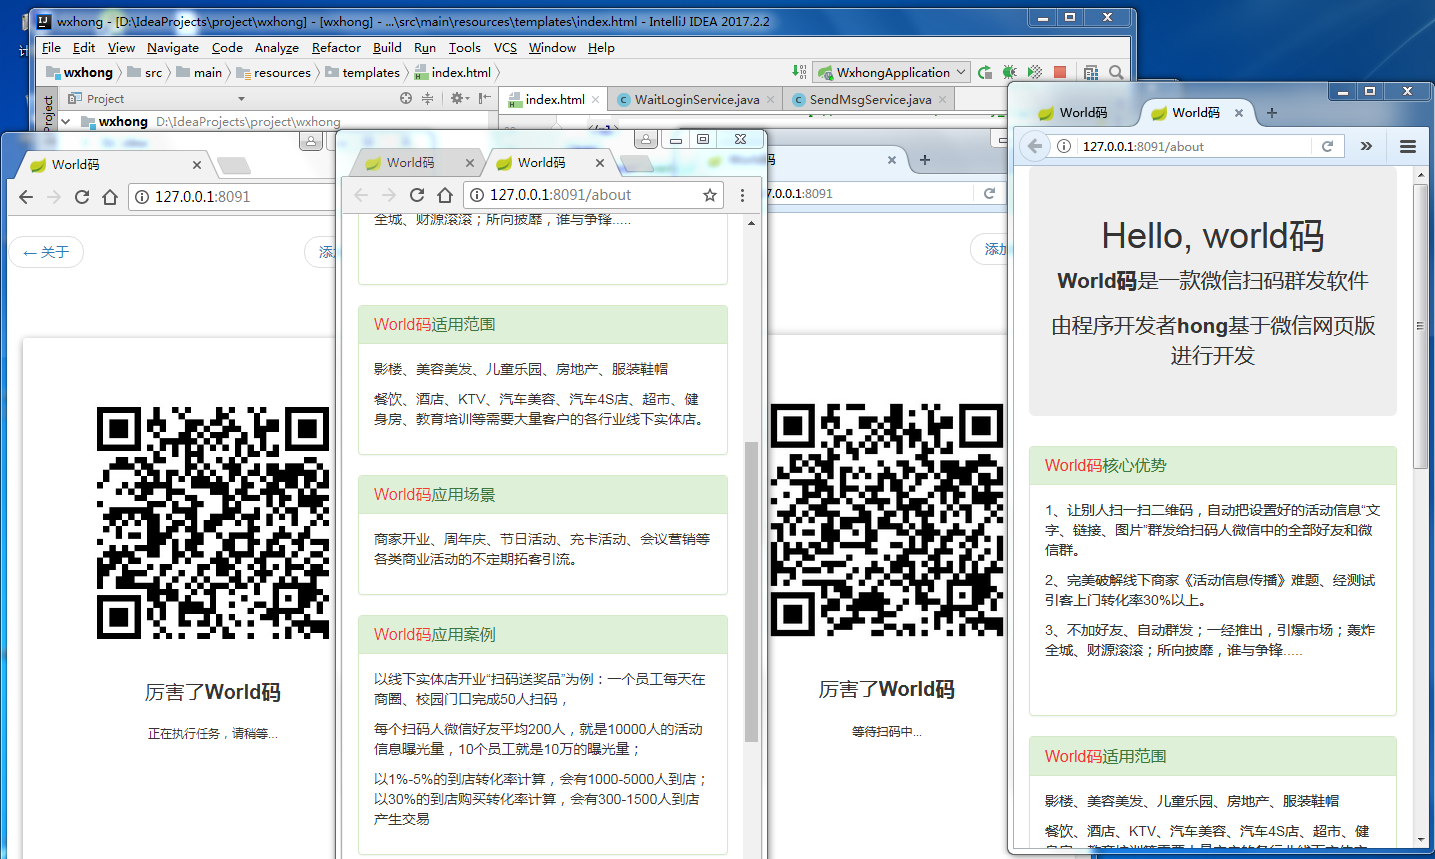 wxhong - [D:\IdeaProjects\project\wxhong] - [wxhong] - ...\src\main\resources\templates\index.html - IntelliJ IDEA 2017.2.2
File Edit View Navigate Code Analyze Refactor Build Run Tools VCS Window Help
wxhong src main resources templates index.html
WxhongApplication
Project
Project
index.html
WaitLoginService.java
SendMsgService.java
wxhong D:\IdeaProjects\project\wxhong
World码
127.0.0.1:8091
← 关于
厉害了World码
正在执行任务，请稍等...
World码
World码
127.0.0.1:8091/about
全城、财源滚滚；所向披靡，谁与争锋.....
World码适用范围
影楼、美容美发、儿童乐园、房地产、服装鞋帽
餐饮、酒店、KTV、汽车美容、汽车4S店、超市、健
身房、教育培训等需要大量客户的各行业线下实体店。
World码应用场景
商家开业、周年庆、节日活动、充卡活动、会议营销等
各类商业活动的不定期拓客引流。
World码应用案例
以线下实体店开业“扫码送奖品”为例：一个员工每天在
商圈、校园门口完成50人扫码，
每个扫码人微信好友平均200人，就是10000人的活动
信息曝光量，10个员工就是10万的曝光量；
以1%-5%的到店转化率计算，会有1000-5000人到店；
以30%的到店购买转化率计算，会有300-1500人到店
产生交易
码
.0.0.1:8091
添加
厉害了World码
等待扫码中...
World码
World码
127.0.0.1:8091/about
Hello, world码
World码是一款微信扫码群发软件
由程序开发者hong基于微信网页版
进行开发
World码核心优势
1、让别人扫一扫二维码，自动把设置好的活动信息“文
字、链接、图片”群发给扫码人微信中的全部好友和微
信群。
2、完美破解线下商家《活动信息传播》难题、经测试
引客上门转化率30%以上。
3、不加好友、自动群发；一经推出，引爆市场；轰炸
全城、财源滚滚；所向披靡，谁与争锋.....
World码适用范围
影楼、美容美发、儿童乐园、房地产、服装鞋帽
餐饮、酒店、KTV、汽车美容、汽车4S店、超市、健